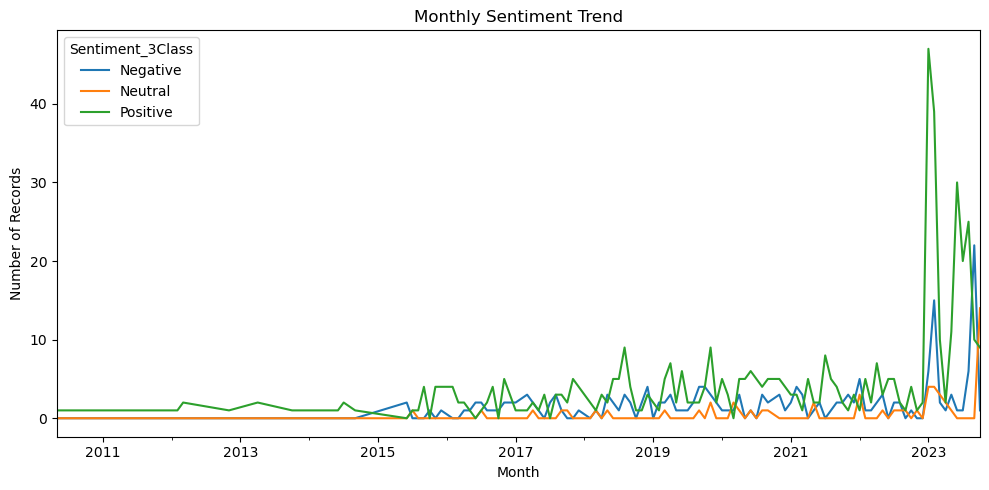 Monthly Sentiment Trend
Sentiment_3Class
Negative
Neutral
Positive
Number of Records
40
30
20
10
0
2011 2013 2015 2017 2019 2021 2023
Month